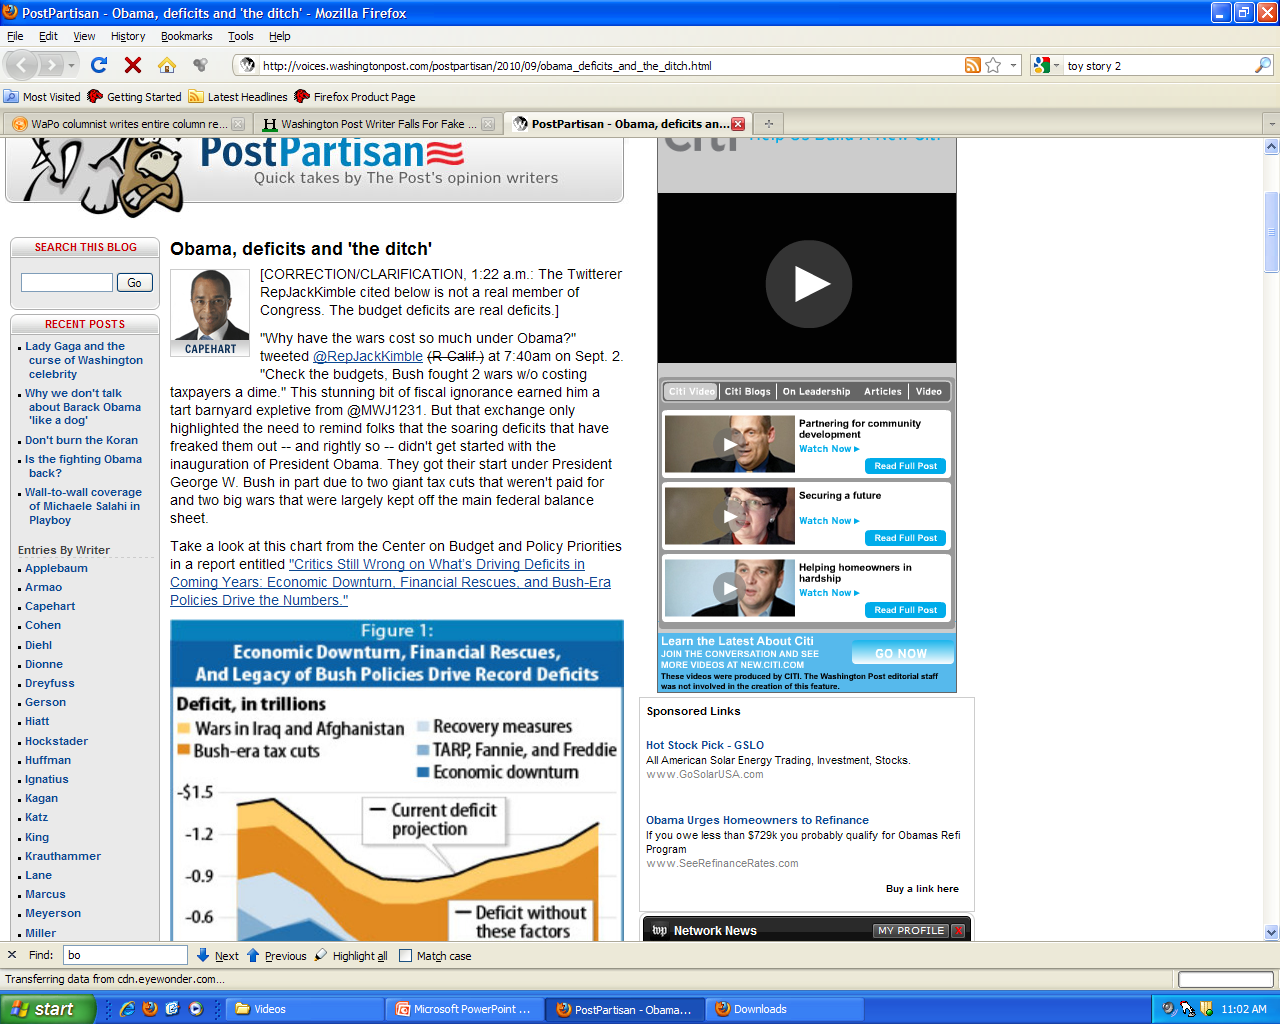 PostPartisan - Obama, deficits and 'the ditch' - Mozilla Firefox
File Edit View History Bookmarks Tools Help
http://voices.washingtonpost.com/postpartisan/2010/09/obama_deficits_and_the_ditch.html
toy story 2
Most Visited Getting Started Latest Headlines Firefox Product Page
WaPo columnist writes entire column re...
Washington Post Writer Falls For Fake ...
PostPartisan - Obama, deficits an...
PostPartisan
Quick takes by The Post's opinion writers
SEARCH THIS BLOG
Go
RECENT POSTS
Lady Gaga and the
curse of Washington
celebrity
Why we don't talk
about Barack Obama
'like a dog'
Don't burn the Koran
Is the fighting Obama
back?
Wall-to-wall coverage
of Michaele Salahi in
Playboy
Entries By Writer
Applebaum
Armao
Capehart
Cohen
Diehl
Dionne
Dreyfuss
Gerson
Hiatt
Hockstader
Huffman
Ignatius
Kagan
Katz
King
Krauthammer
Lane
Marcus
Meyerson
Miller
Obama, deficits and 'the ditch'
CAPEHART
[CORRECTION/CLARIFICATION, 1:22 a.m.: The Twitterer
RepJackKimble cited below is not a real member of
Congress. The budget deficits are real deficits.]
"Why have the wars cost so much under Obama?"
tweeted @RepJackKimble (R-Calif.) at 7:40am on Sept. 2.
"Check the budgets, Bush fought 2 wars w/o costing
taxpayers a dime." This stunning bit of fiscal ignorance earned him a
tart barnyard expletive from @MWJ1231. But that exchange only
highlighted the need to remind folks that the soaring deficits that have
freaked them out -- and rightly so -- didn't get started with the
inauguration of President Obama. They got their start under President
George W. Bush in part due to two giant tax cuts that weren't paid for
and two big wars that were largely kept off the main federal balance
sheet.
Take a look at this chart from the Center on Budget and Policy Priorities
in a report entitled "Critics Still Wrong on What's Driving Deficits in
Coming Years: Economic Downturn, Financial Rescues, and Bush-Era
Policies Drive the Numbers."
Figure 1:
Economic Downturn, Financial Rescues,
And Legacy of Bush Policies Drive Record Deficits
Deficit, in trillions
Wars in Iraq and Afghanistan
Bush-era tax cuts
Recovery measures
TARP, Fannie, and Freddie
Economic downturn
-$1.5
-1.2
-0.9
-0.6
Current deficit
projection
Deficit without
these factors
Citi
Citi Video Citi Blogs On Leadership Articles Video
Partnering for community
development
Watch Now
Read Full Post
Securing a future
Watch Now
Read Full Post
Helping homeowners in
hardship
Watch Now
Read Full Post
Learn the Latest About Citi
JOIN THE CONVERSATION AND SEE
MORE VIDEOS AT NEW.CITI.COM
GO NOW
These videos were produced by CITI. The Washington Post editorial staff
was not involved in the creation of this feature.
Sponsored Links
Hot Stock Pick - GSLO
All American Solar Energy Trading, Investment, Stocks.
www.GoSolarUSA.com
Obama Urges Homeowners to Refinance
If you owe less than $729k you probably qualify for Obamas Refi
Program
www.SeeRefinanceRates.com
Buy a link here
wp Network News MY PROFILE X
Find: bo Next Previous Highlight all Match case
Transferring data from cdn.eyewonder.com...
start Videos Microsoft PowerPoint ... PostPartisan - Obama... Downloads 11:02 AM